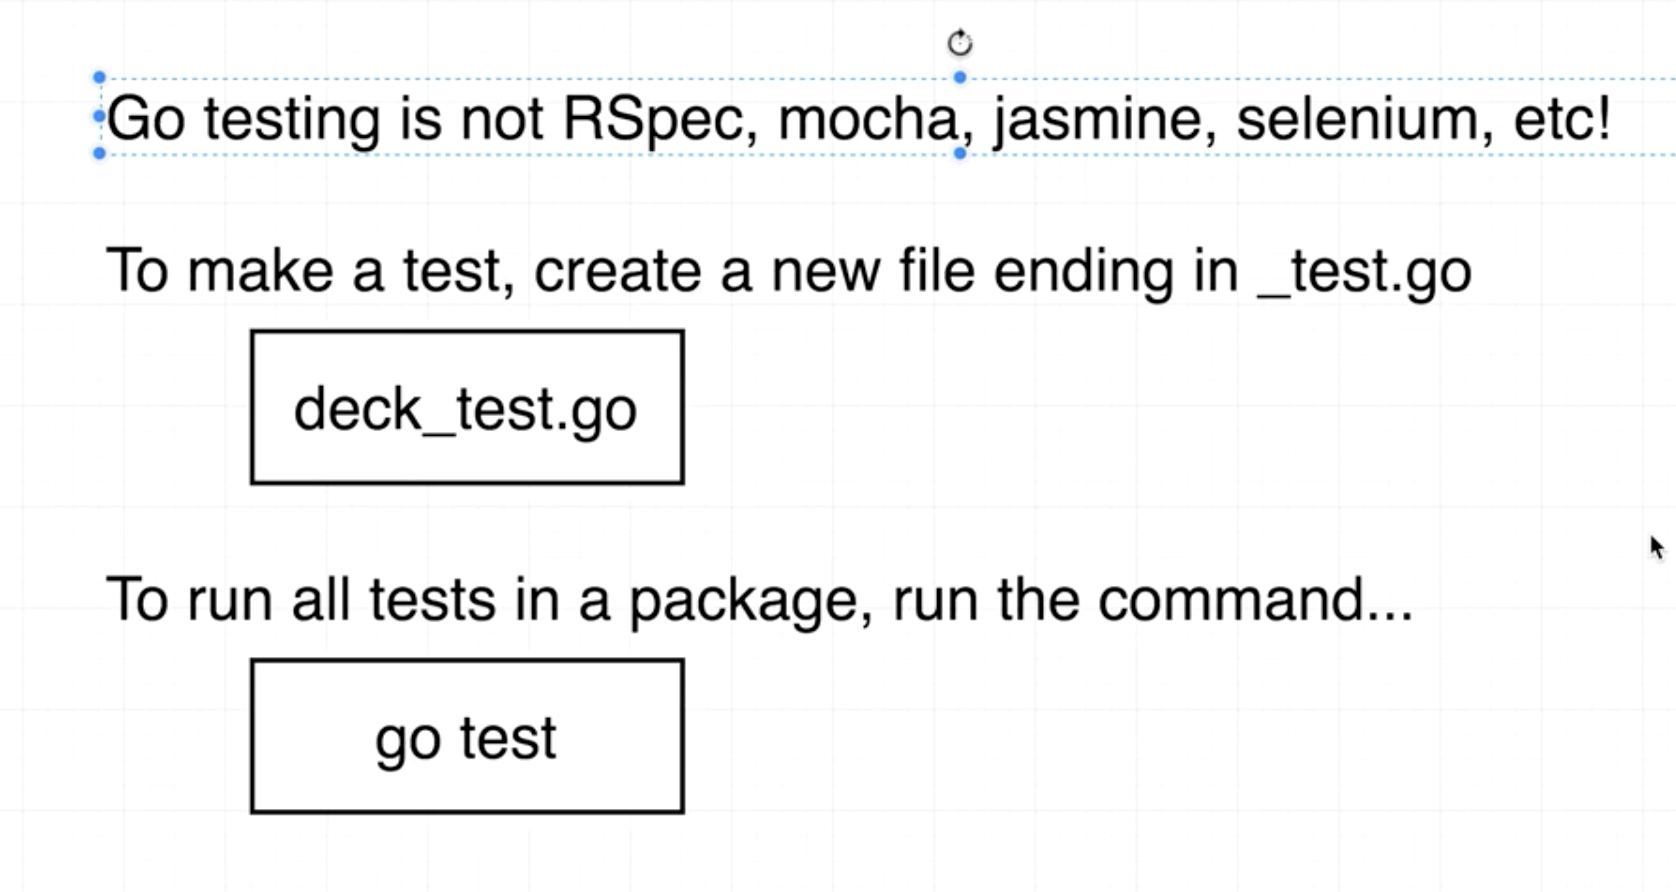 Go testing is not RSpec, mocha, jasmine, selenium, etc!
To make a test, create a new file ending in _test.go
deck_test.go
To run all tests in a package, run the command...
go test